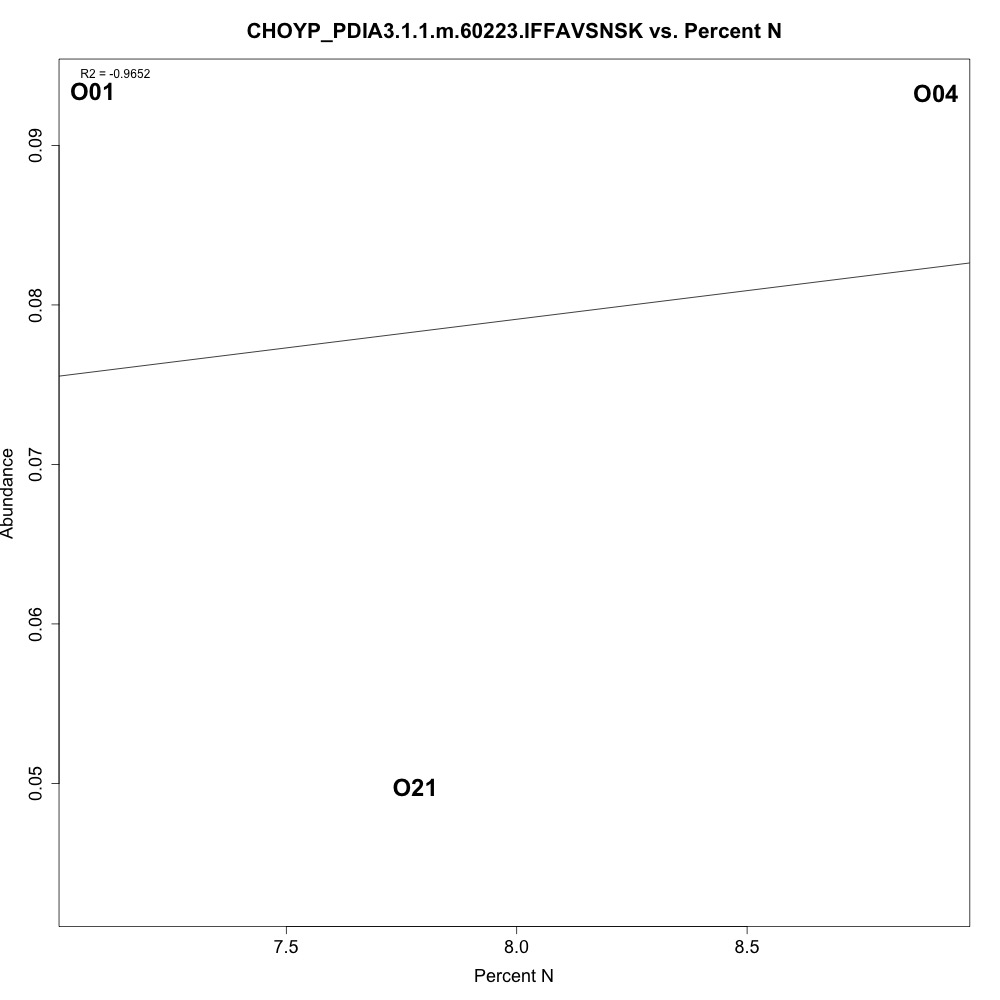 CHOYP_PDIA3.1.1.m.60223.IFFAVSNSK vs. Percent N
R2 = -0.9652
O01
O04
0.09
0.08
0.07
Abundance
0.06
0.05
O21
7.5
8.0
8.5
Percent N